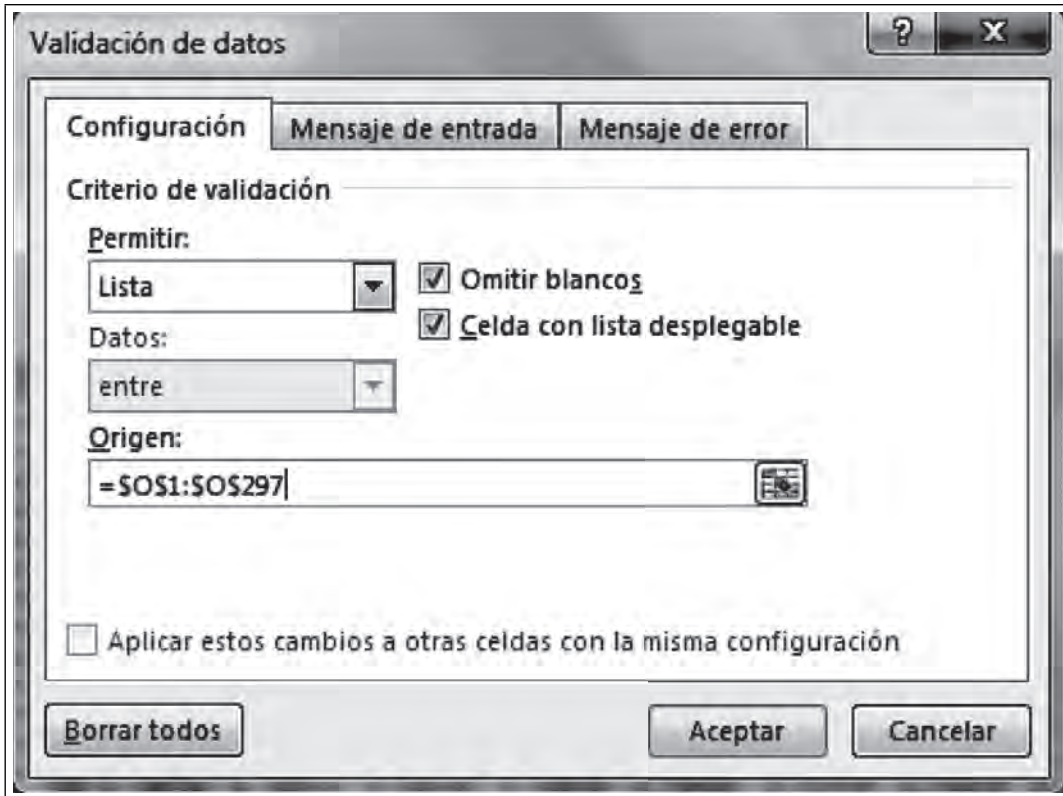 Validación de datos
? X
Configuración
Mensaje de entrada
Mensaje de error
Criterio de validación
Permitir:
Lista
Omitir blancos
Celda con lista desplegable
Datos:
entre
Origen:
=$O$1:$O$297
Aplicar estos cambios a otras celdas con la misma configuración
Borrar todos
Aceptar
Cancelar